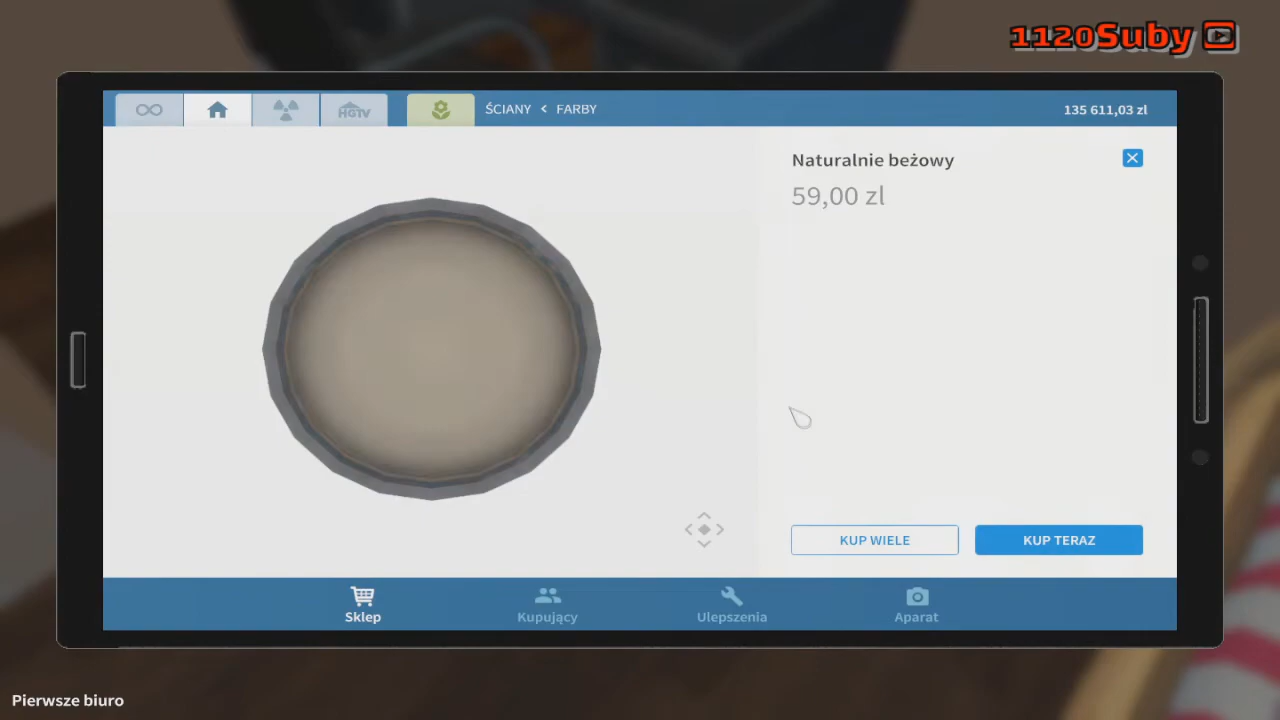 1120Suby
HGTV
ŚCIANY < FARBY
135 611,03 zl
Naturalnie beżowy
59,00 zl
KUP WIELE
KUP TERAZ
Sklep
Kupujący
Ulepszenia
Aparat
Pierwsze biuro